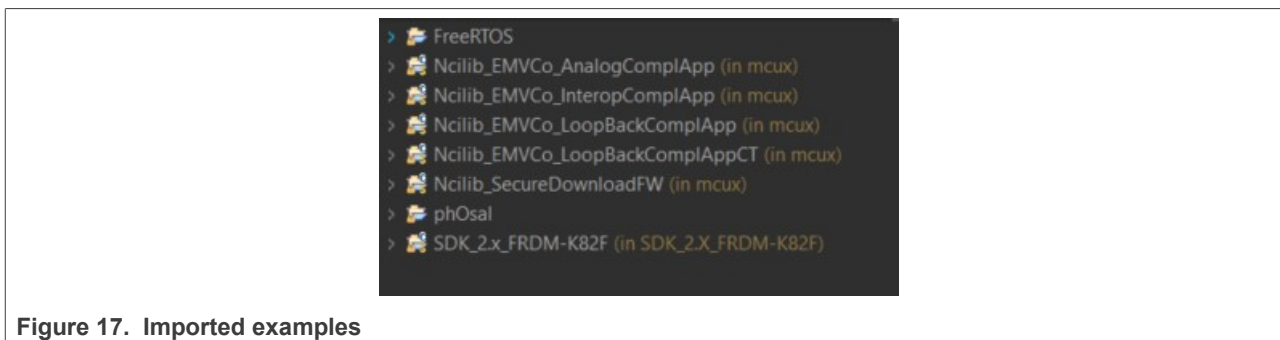 FreeRTOS
Ncilib_EMVCo_AnalogComplApp (in mcux)
Ncilib_EMVCo_InteropComplApp (in mcux)
Ncilib_EMVCo_LoopBackComplApp (in mcux)
Ncilib_EMVCo_LoopBackComplAppCT (in mcux)
Ncilib_SecureDownloadFW (in mcux)
phOsal
SDK_2.x_FRDM-K82F (in SDK_2.X_FRDM-K82F)
Figure 17. Imported examples